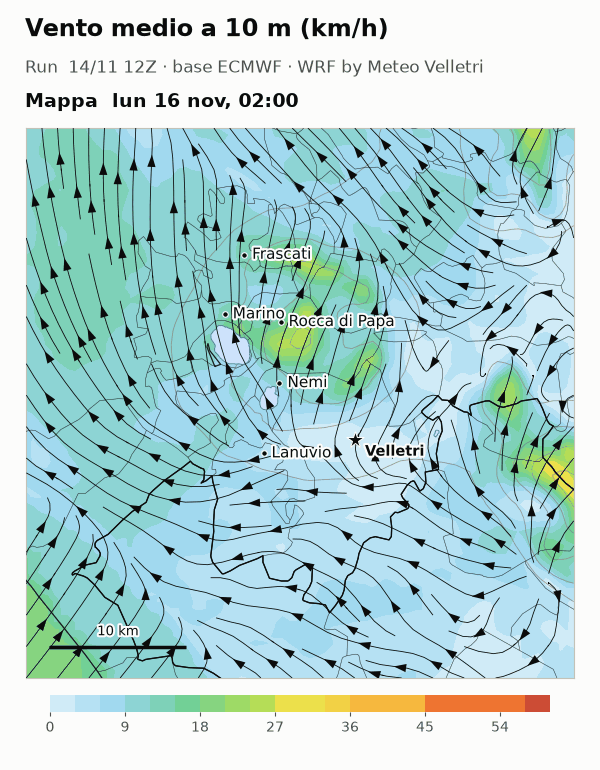 Vento medio a 10 m (km/h)
Run  14/11 12Z · base ECMWF · WRF by Meteo Velletri
Mappa  lun 16 nov, 02:00
Frascati
Marino
Rocca di Papa
Nemi
Velletri
Lanuvio
10 km
0 9 18 27 36 45 54